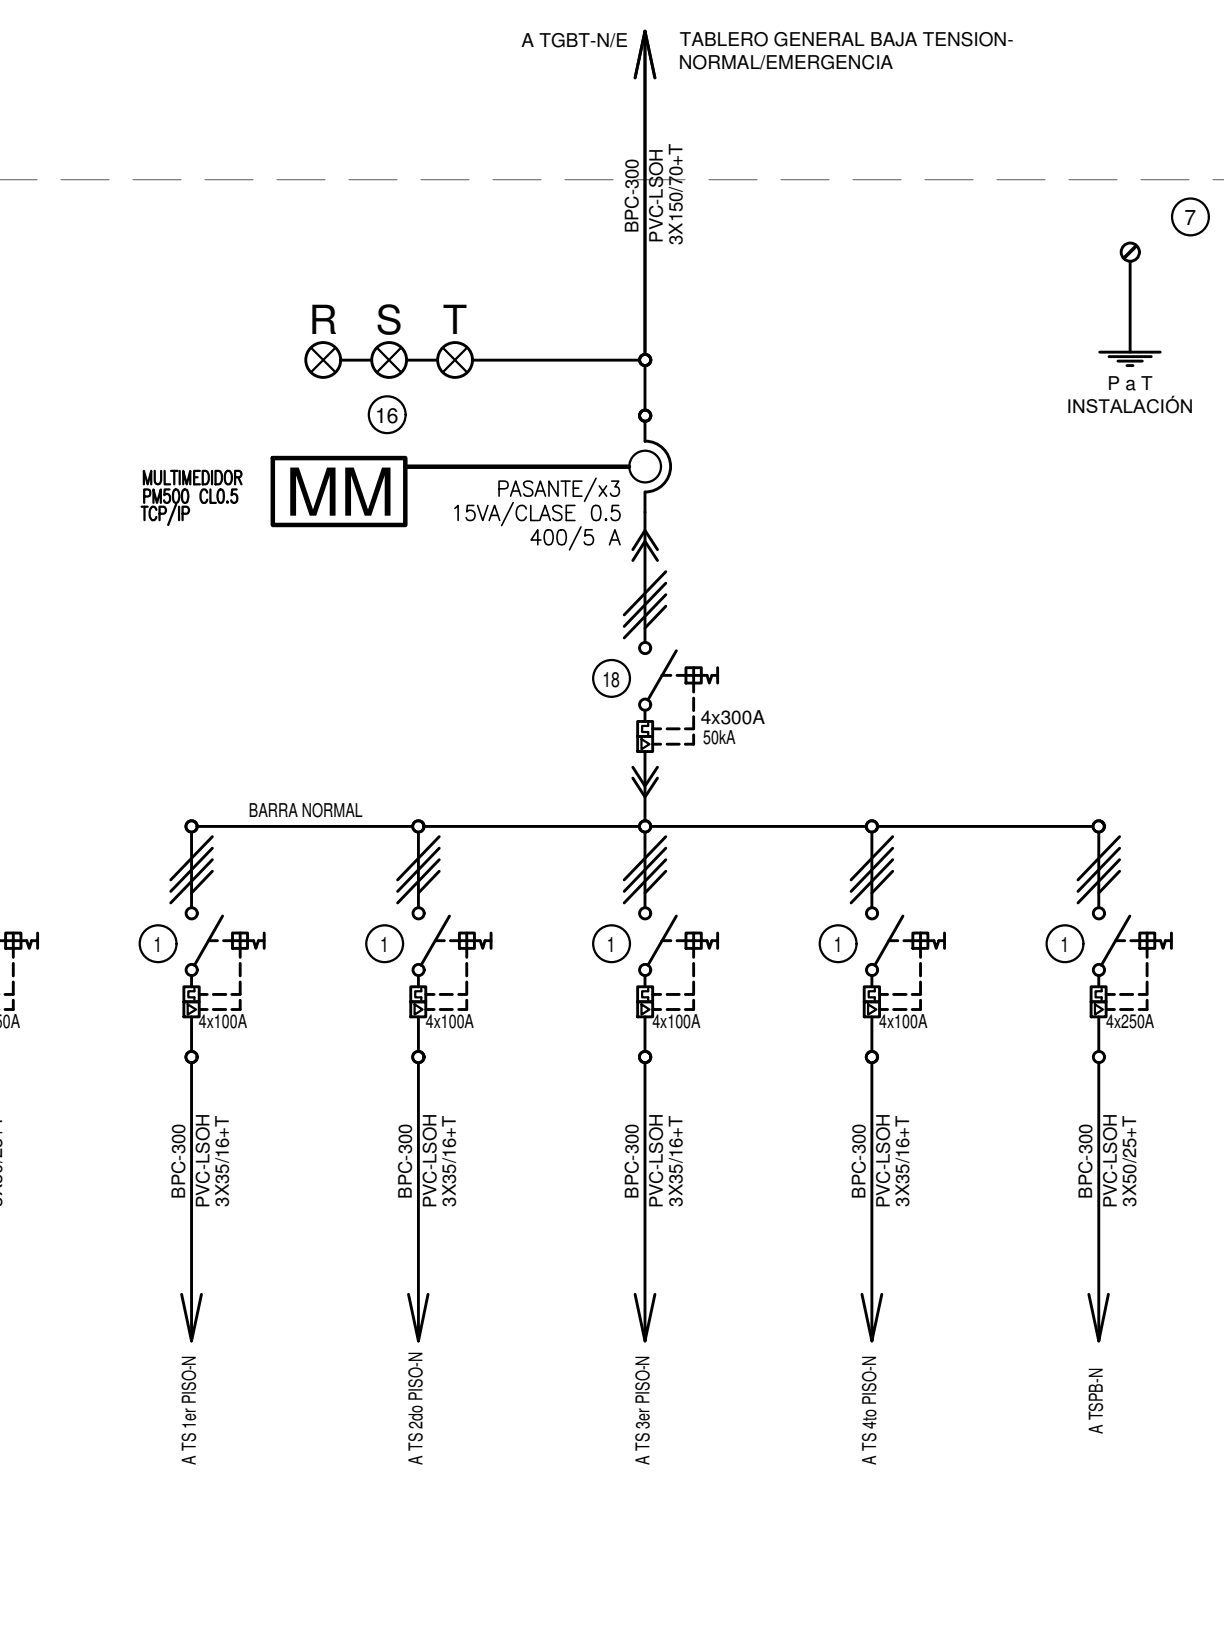 A TGBT-N/E
TABLERO GENERAL BAJA TENSION-
NORMAL/EMERGENCIA
BPC-300
PVC-LSOH
3X150/70+T
7
R S T
16
P a T
INSTALACIÓN
MULTIMEDIDOR
PM500 CL0.5
TCP/IP
MM
PASANTE/x3
15VA/CLASE 0.5
400/5 A
18
4x300A
50kA
BARRA NORMAL
1
1
1
1
1
4x100A
4x100A
4x100A
4x100A
4x250A
BPC-300
PVC-LSOH
3X35/16+T
BPC-300
PVC-LSOH
3X35/16+T
BPC-300
PVC-LSOH
3X35/16+T
BPC-300
PVC-LSOH
3X35/16+T
BPC-300
PVC-LSOH
3X50/25+T
A TS 1er PISO-N
A TS 2do PISO-N
A TS 3er PISO-N
A TS 4to PISO-N
A TSPB-N